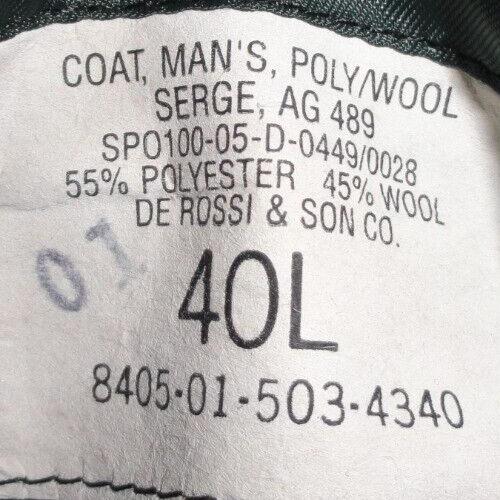 COAT, MAN'S, POLY/WOOL
SERGE, AG 489
SPO100-05-D-0449/0028
55% POLYESTER 45% WOOL
DE ROSSI & SON CO.
01
40L
8405-01-503-4340